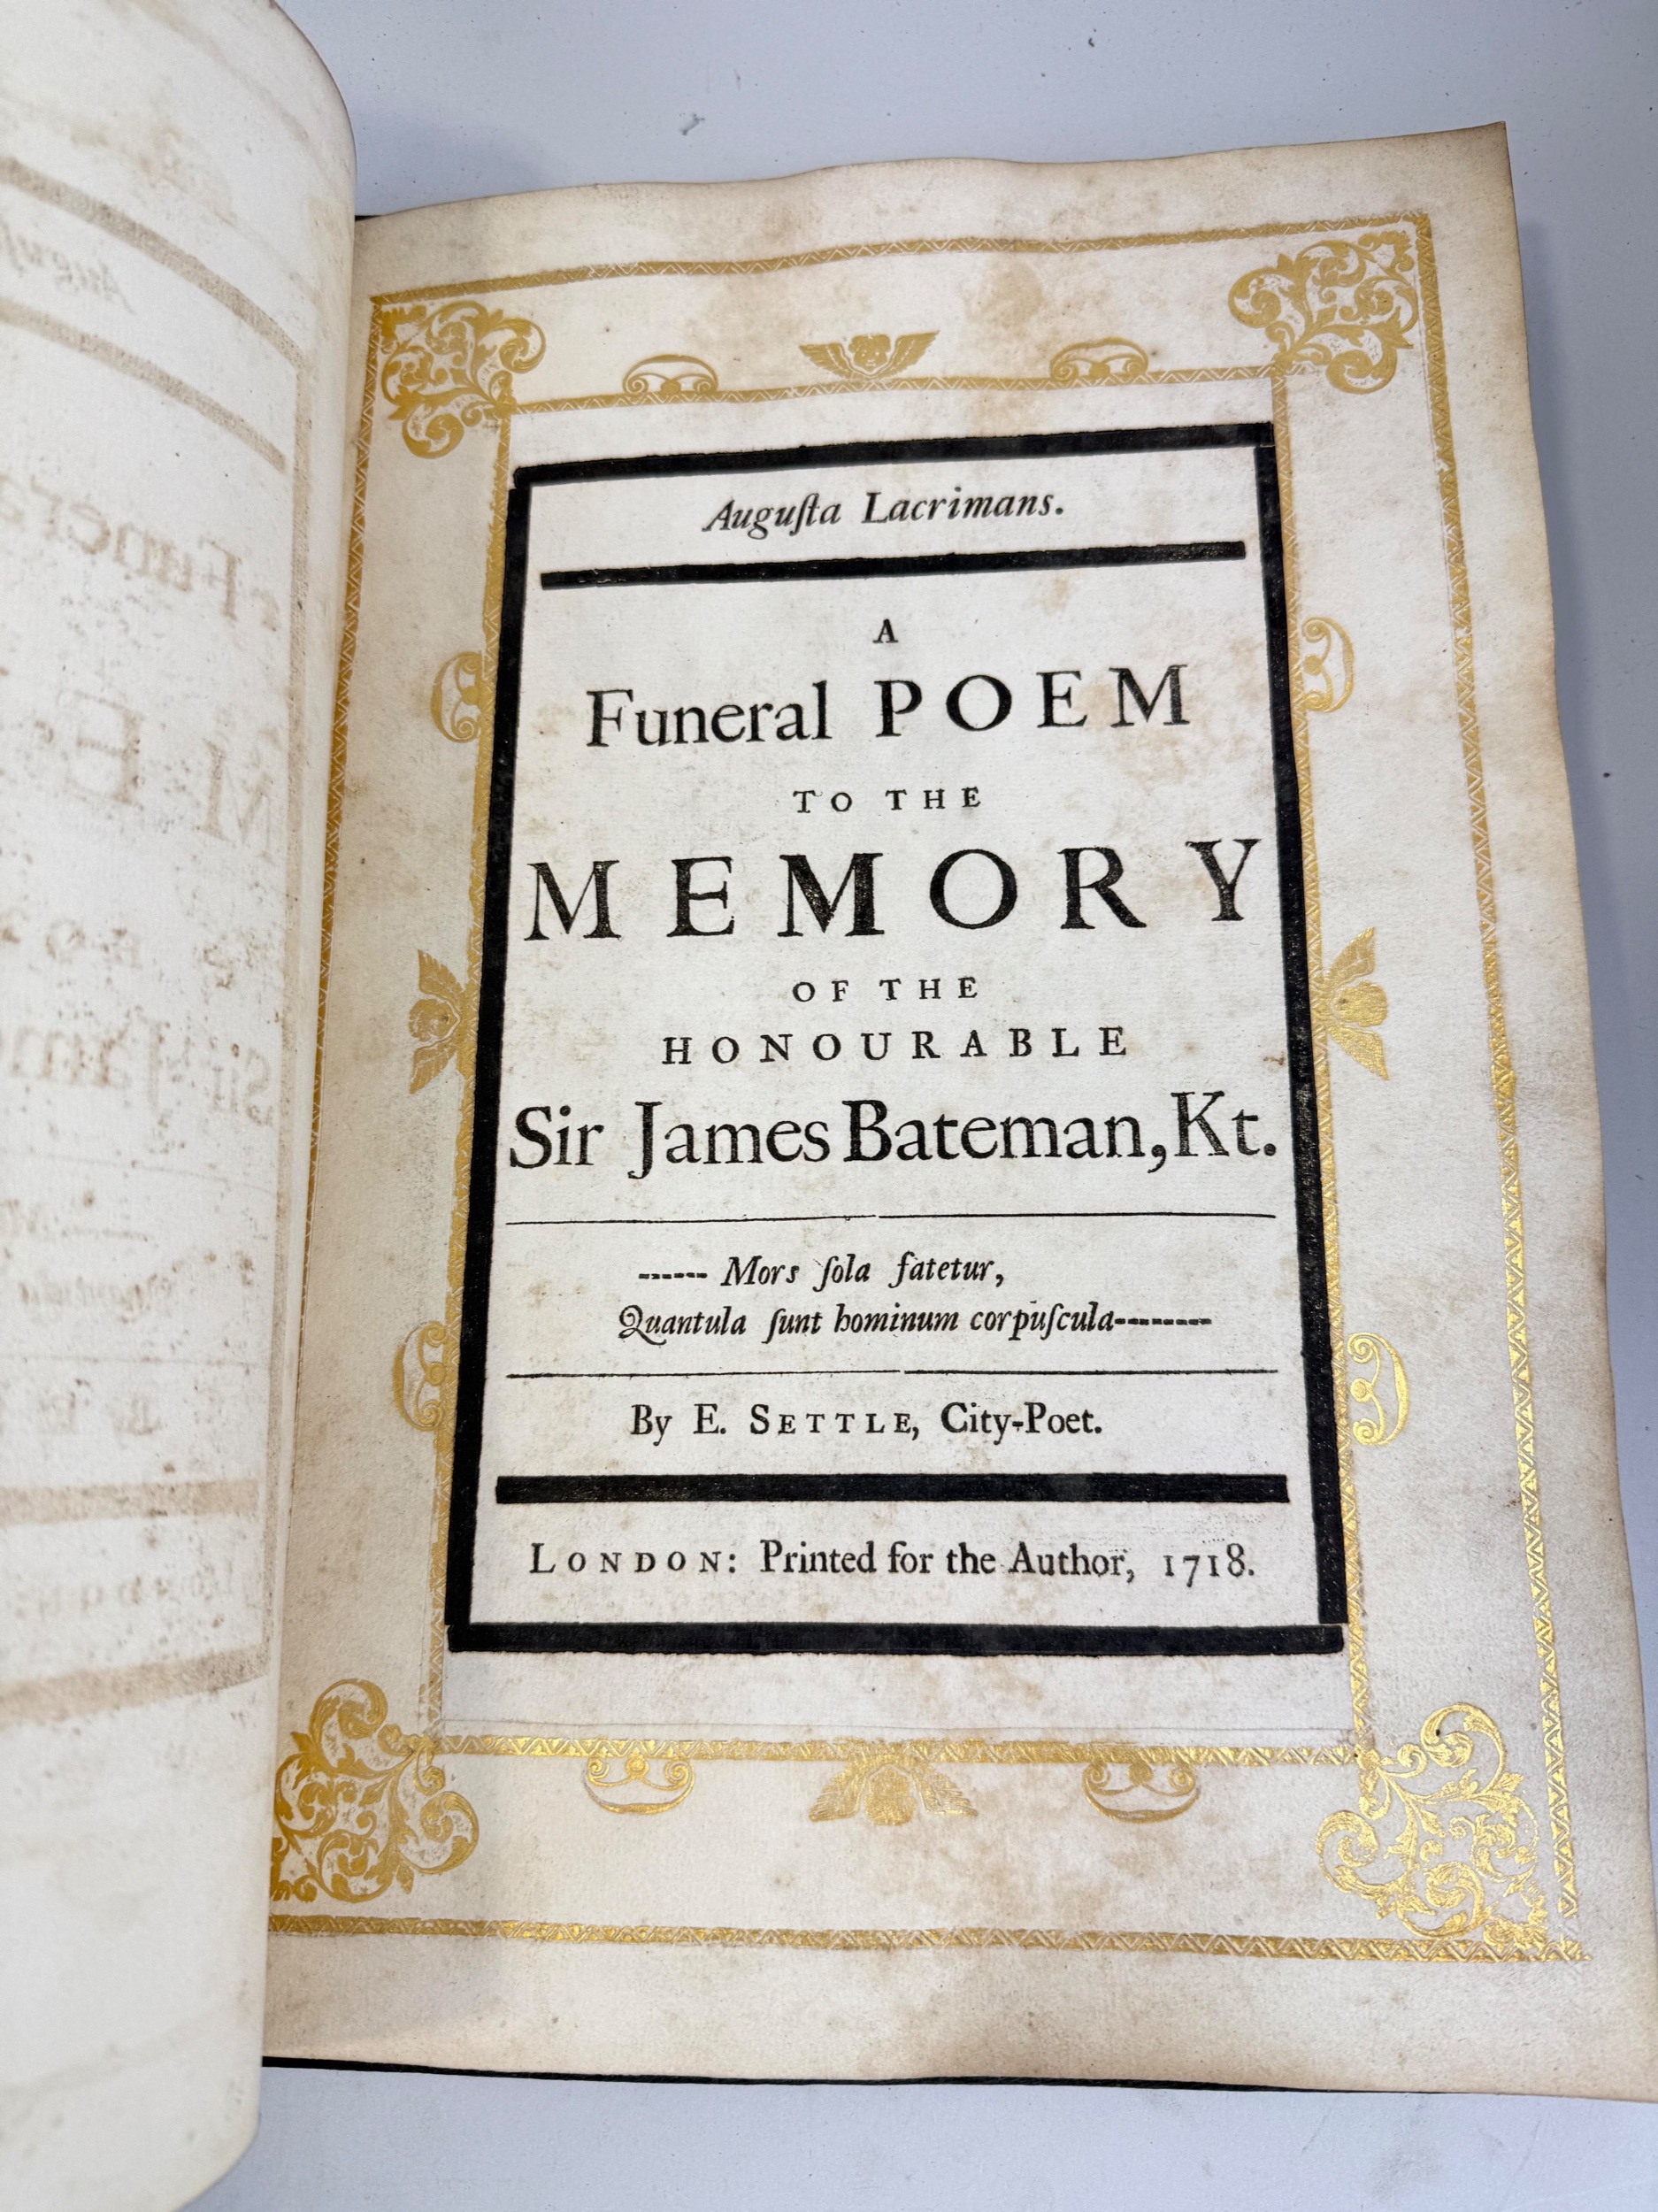 Auguſta Lacrimans.
A
Funeral POEM
TO THE
MEMORY
OF THE
HONOURABLE
Sir James Bateman, Kt.
------ Mors ſola fatetur,
Quantula ſunt hominum corpuſcula--------
By E. SETTLE, City-Poet.
LONDON: Printed for the Author, 1718.